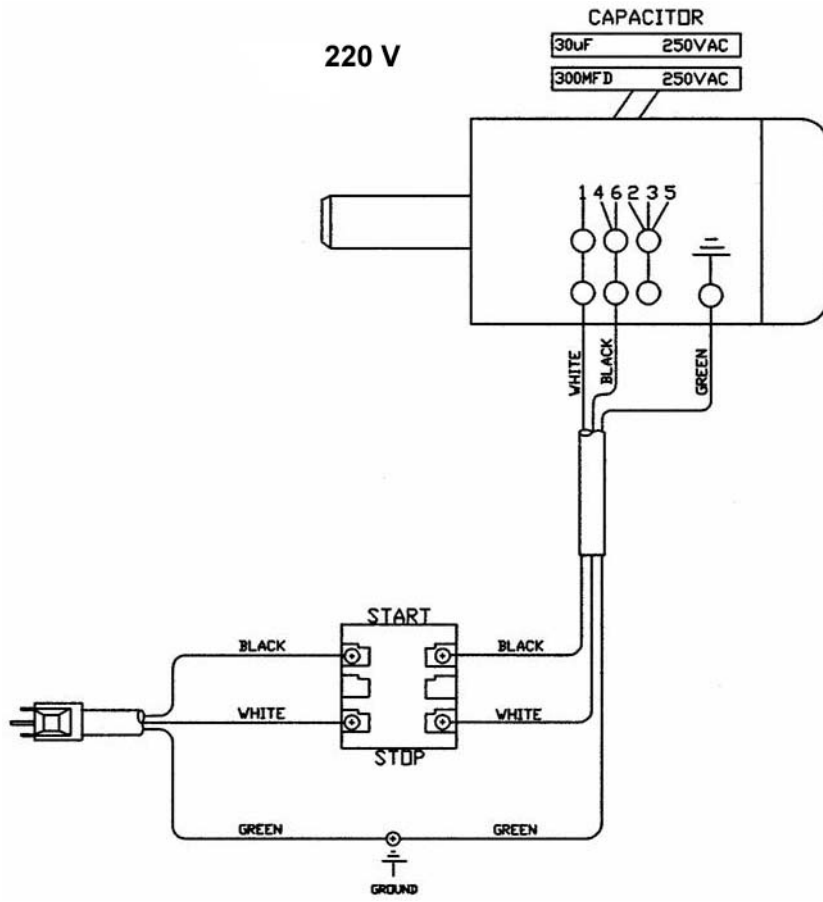 CAPACITOR
30uF 250VAC
300MFD 250VAC
220 V
1 4 6 2 3 5
WHITE
BLACK
GREEN
START
BLACK
BLACK
WHITE
WHITE
STOP
GREEN
GREEN
GROUND